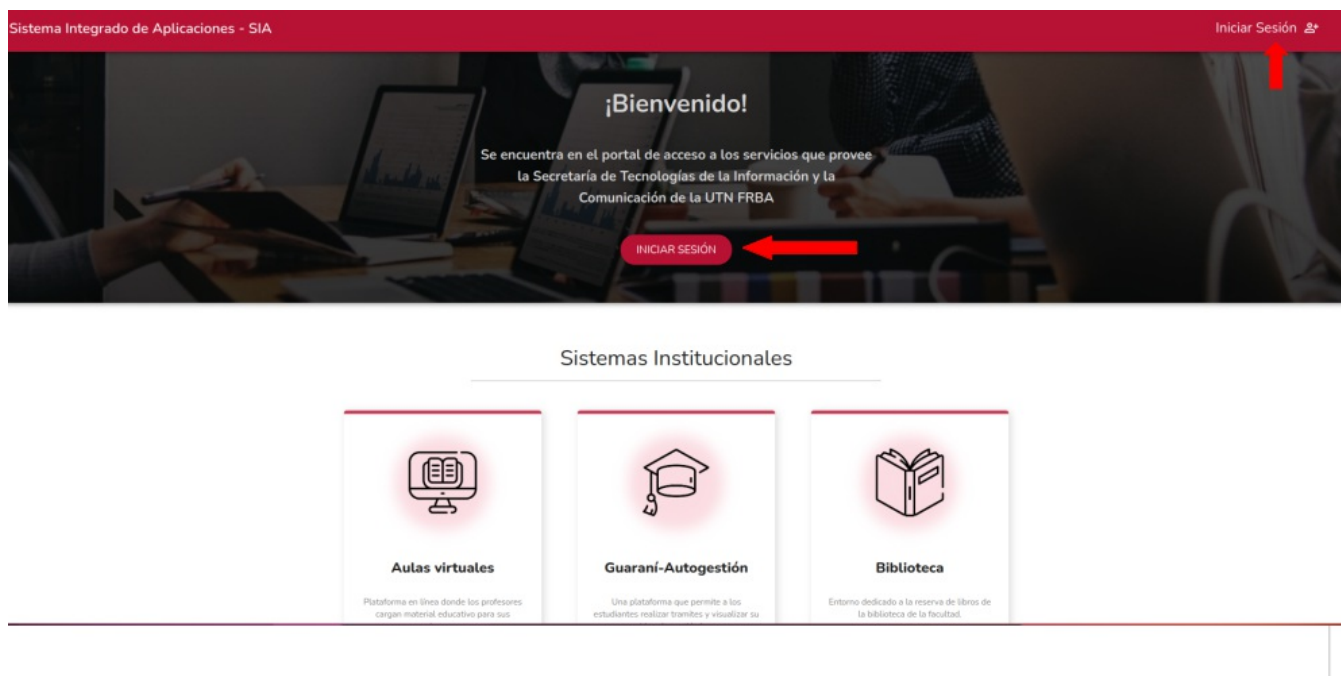 Sistema Integrado de Aplicaciones - SIA
Iniciar Sesión
¡Bienvenido!
Se encuentra en el portal de acceso a los servicios que provee
la Secretaría de Tecnologías de la Información y la
Comunicación de la UTN FRBA
INICIAR SESIÓN
Sistemas Institucionales
Aulas virtuales
Plataforma en línea donde los profesores
cargan material educativo para sus
Guaraní-Autogestión
Una plataforma que permite a los
estudiantes realizar tramites y visualizar su
Biblioteca
Entorno dedicado a la reserva de libros de
la biblioteca de la facultad.